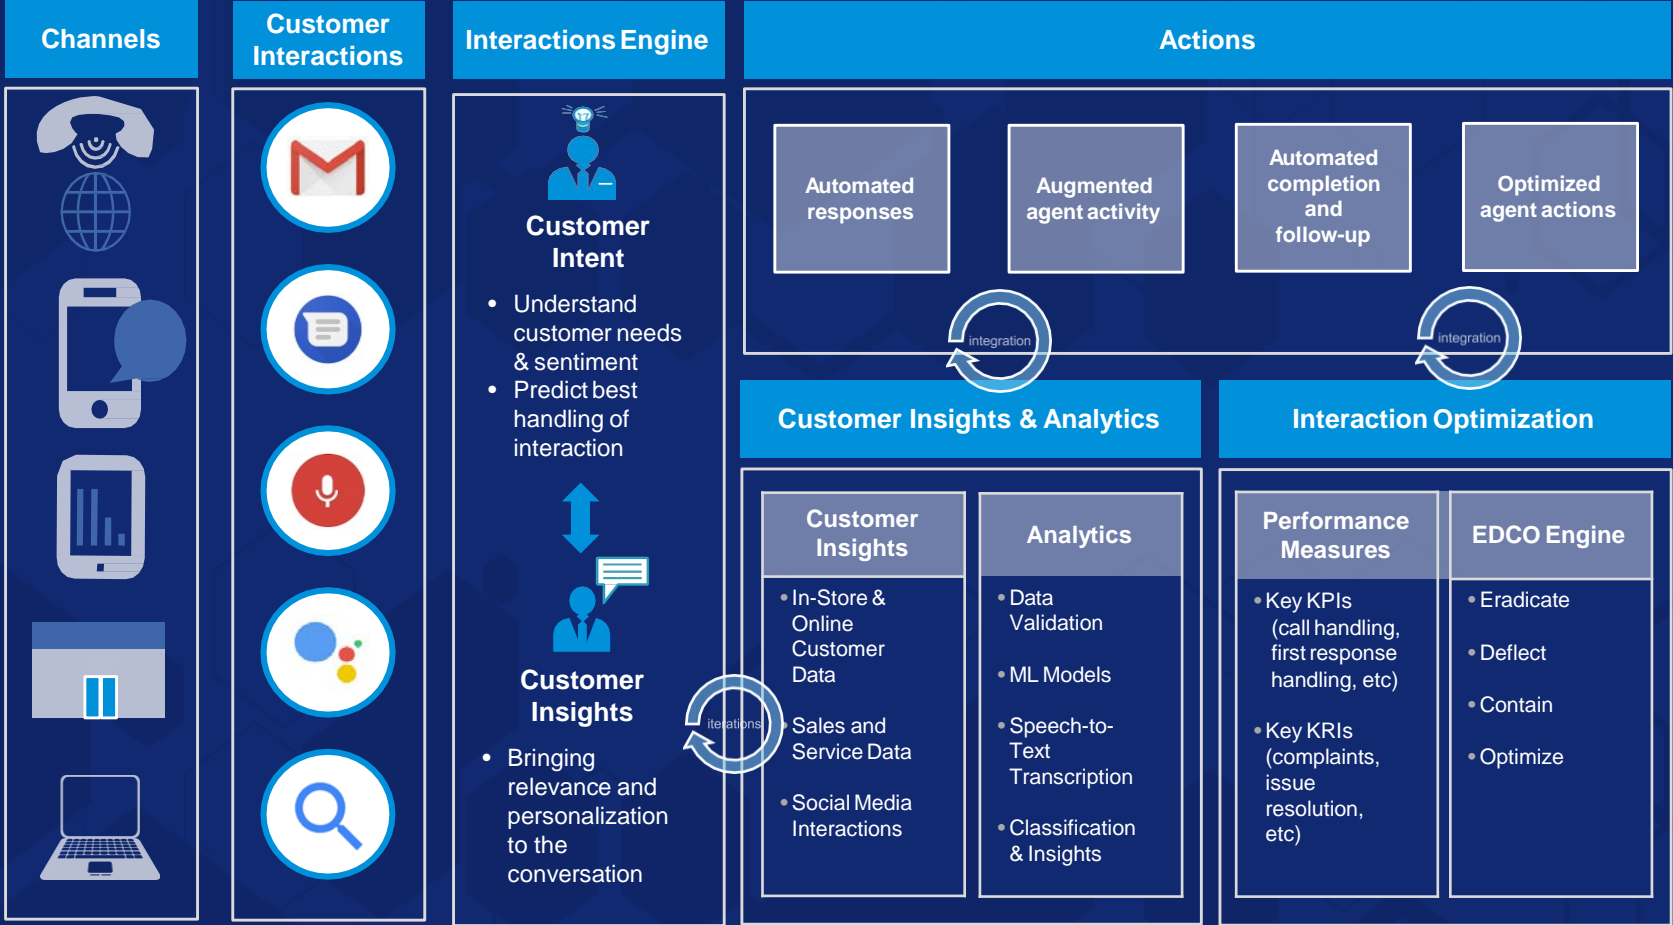 Channels
Customer
Interactions
Interactions Engine
Actions
Customer
Intent
• Understand
customer needs
& sentiment
• Predict best
handling of
interaction
Customer
Insights
• Bringing
relevance and
personalization
to the
conversation
Automated
responses
Augmented
agent activity
Automated
completion
and
follow-up
Optimized
agent actions
integration
integration
iterations
Customer Insights & Analytics
Customer
Insights
• In-Store &
Online
Customer
Data
• Sales and
Service Data
• Social Media
Interactions
Analytics
• Data
Validation
• ML Models
• Speech-to-
Text
Transcription
• Classification
& Insights
Interaction Optimization
Performance
Measures
• Key KPIs
(call handling,
first response
handling, etc)
• Key KRIs
(complaints,
issue
resolution,
etc)
EDCO Engine
• Eradicate
• Deflect
• Contain
• Optimize